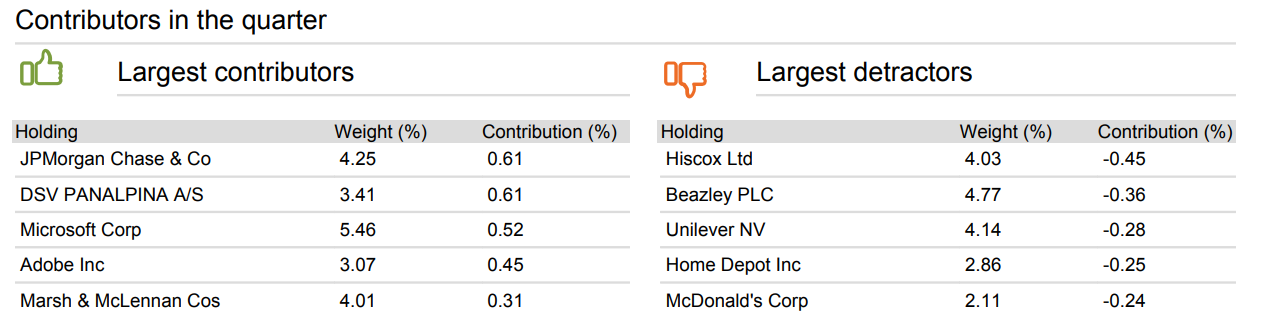 Contributors in the quarter
Largest contributors
Holding Weight (%) Contribution (%)
JPMorgan Chase & Co 4.25 0.61
DSV PANALPINA A/S 3.41 0.61
Microsoft Corp 5.46 0.52
Adobe Inc 3.07 0.45
Marsh & McLennan Cos 4.01 0.31
Largest detractors
Holding Weight (%) Contribution (%)
Hiscox Ltd 4.03 -0.45
Beazley PLC 4.77 -0.36
Unilever NV 4.14 -0.28
Home Depot Inc 2.86 -0.25
McDonald's Corp 2.11 -0.24